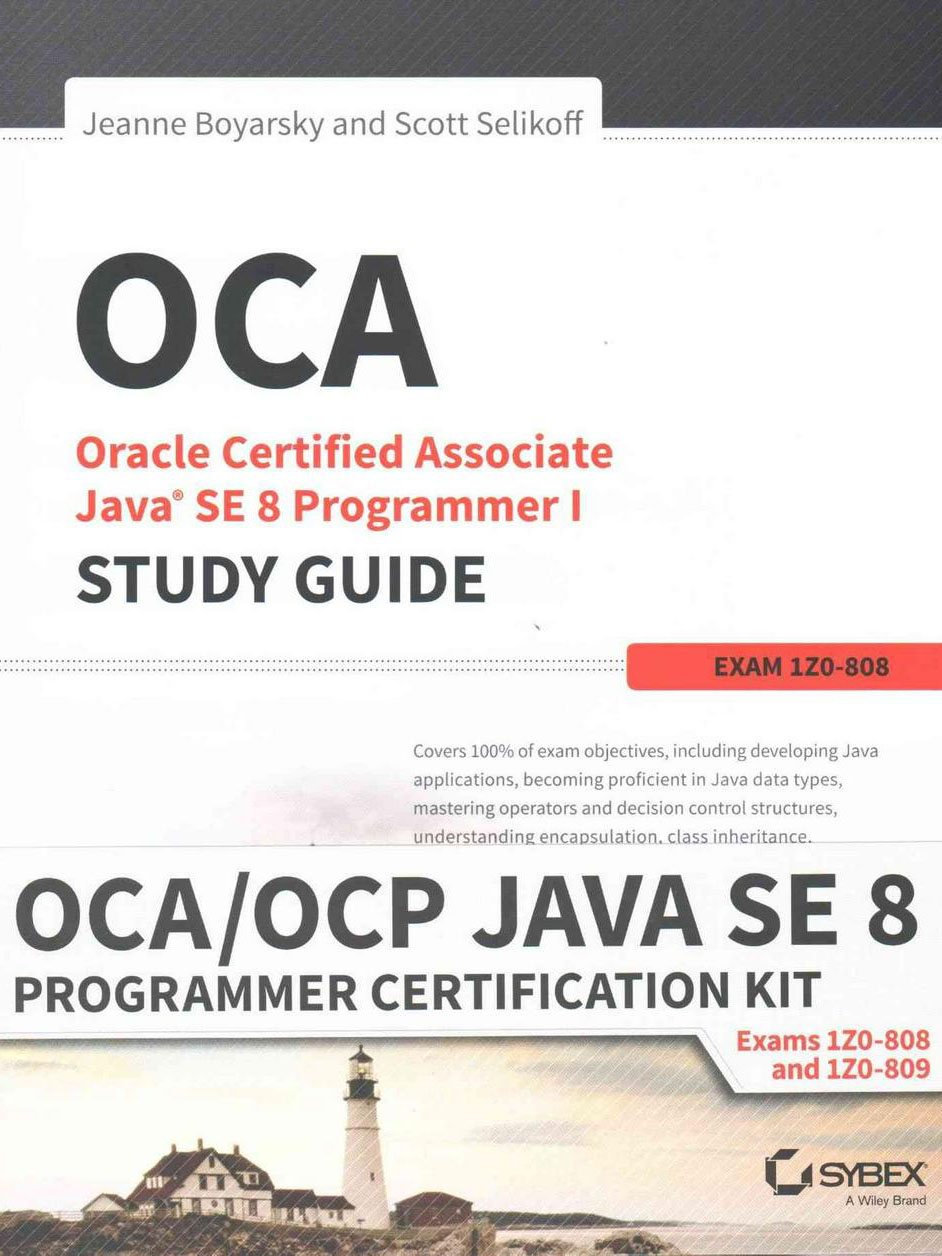 Jeanne Boyarsky and Scott Selikoff
OCA
Oracle Certified Associate
Java® SE 8 Programmer I
STUDY GUIDE
EXAM 1Z0-808
Covers 100% of exam objectives, including developing Java
applications, becoming proficient in Java data types,
mastering operators and decision control structures,
understanding encapsulation, class inheritance,
OCA/OCP JAVA SE 8
PROGRAMMER CERTIFICATION KIT
Exams 1Z0-808
and 1Z0-809
SYBEX®
A Wiley Brand